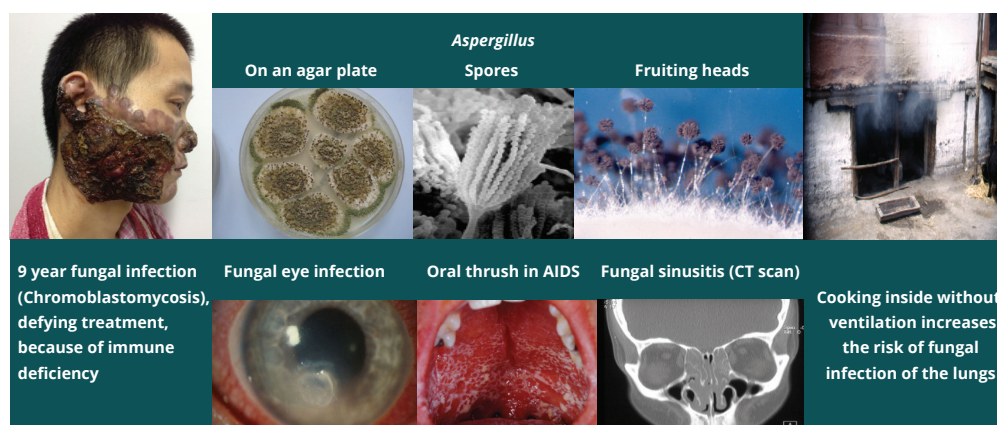 Aspergillus
On an agar plate
Spores
Fruiting heads
9 year fungal infection
(Chromoblastomycosis),
defying treatment,
because of immune
deficiency
Fungal eye infection
Oral thrush in AIDS
Fungal sinusitis (CT scan)
Cooking inside without
ventilation increases
the risk of fungal
infection of the lungs